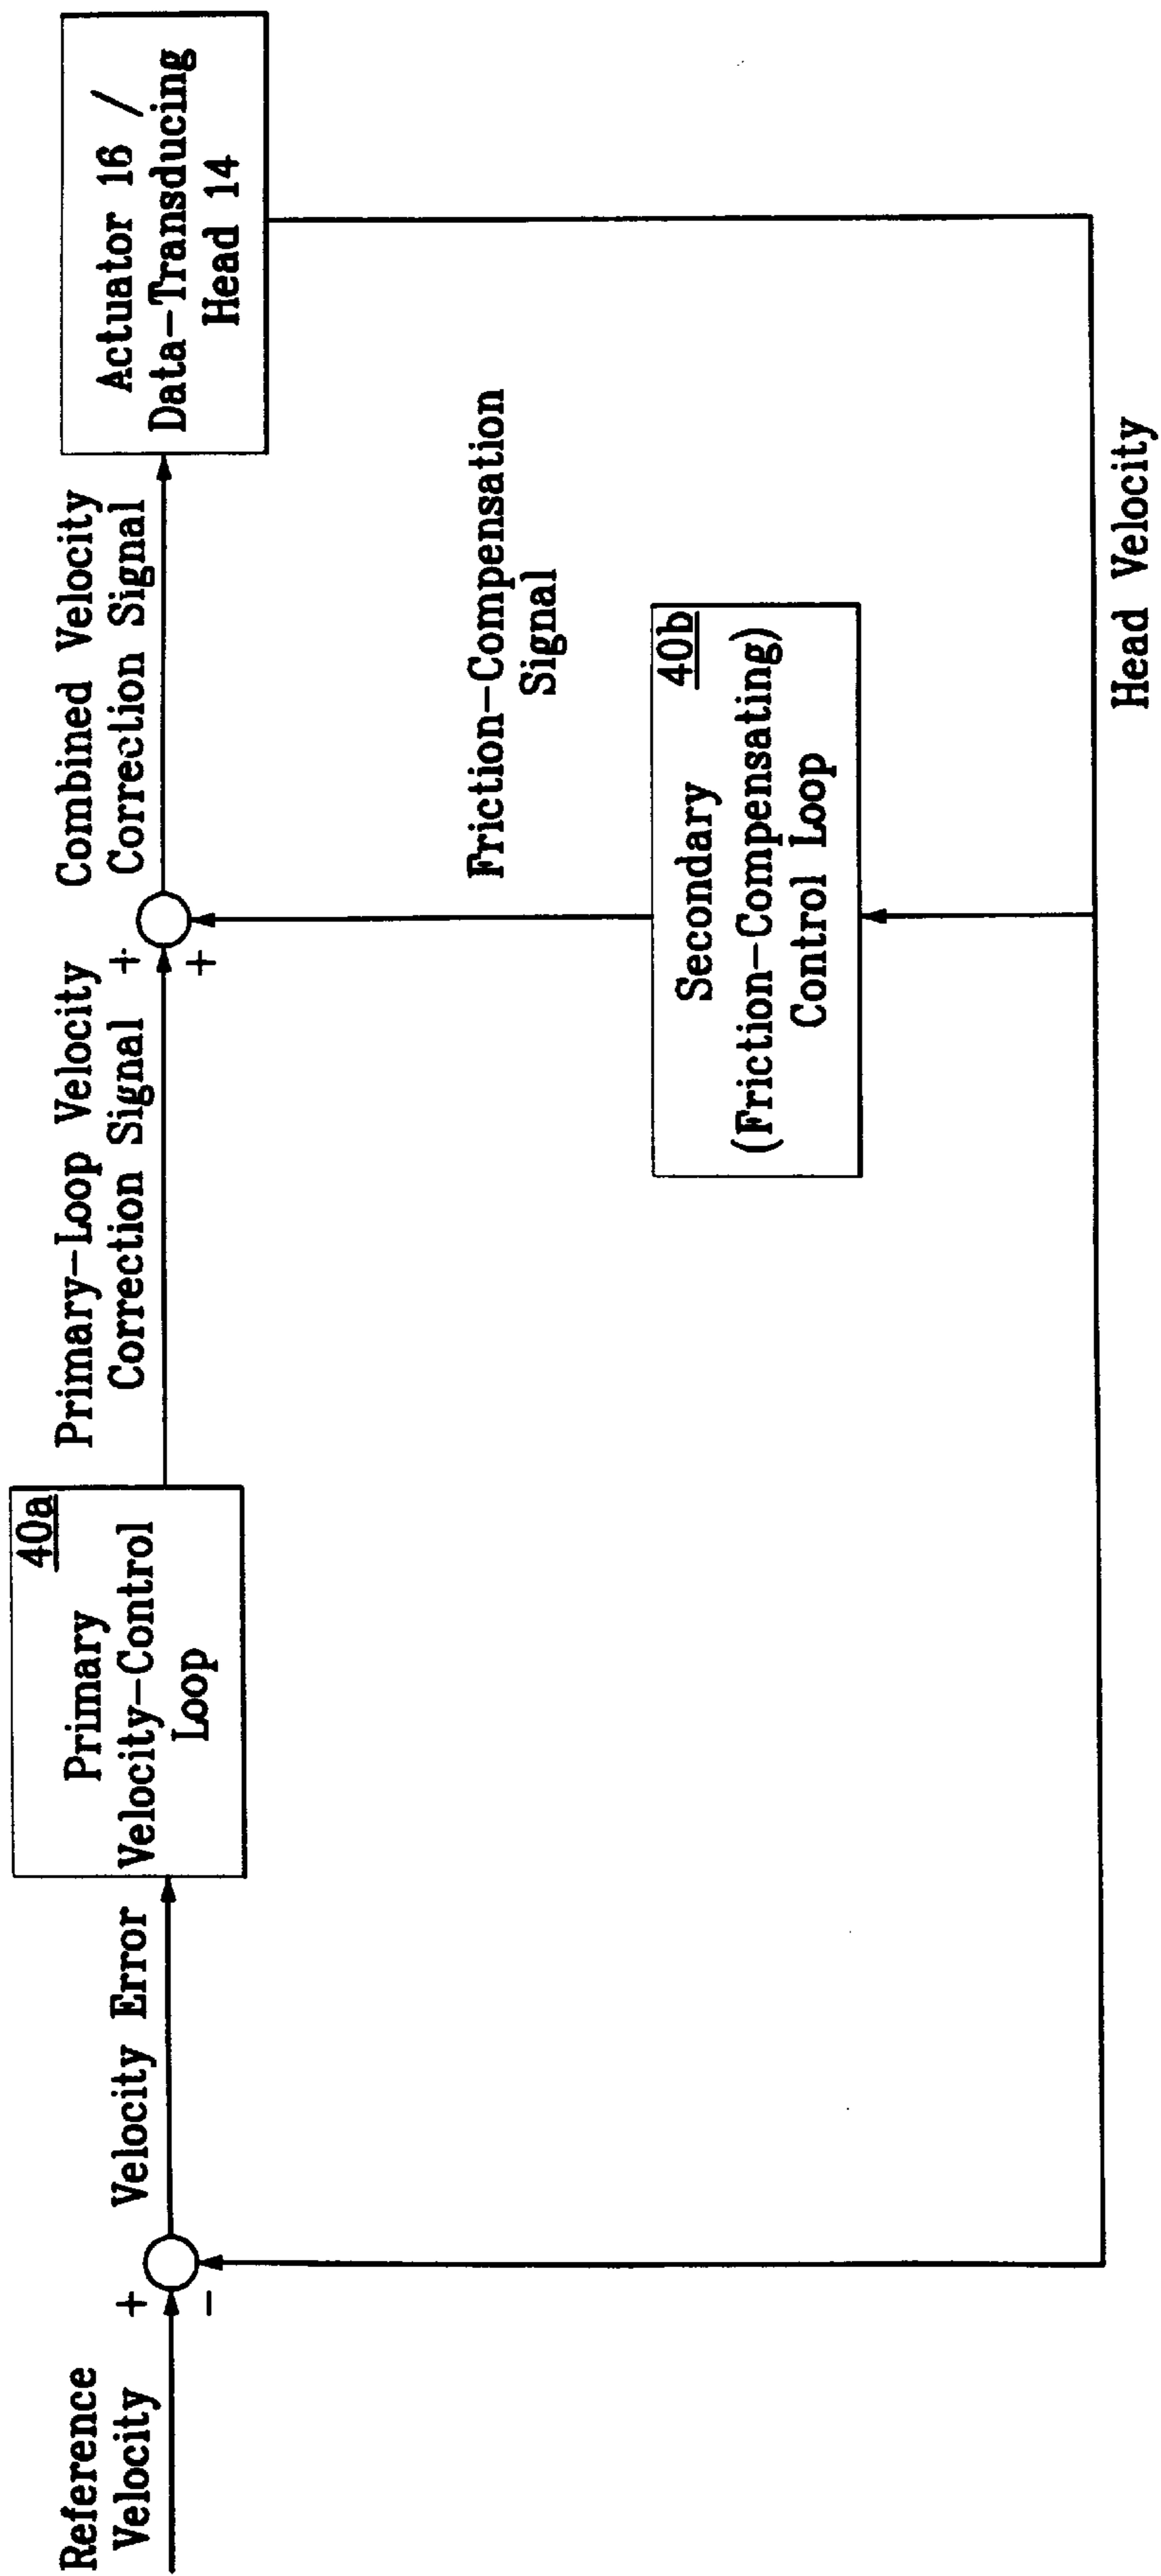 Reference
Velocity
+
-
Velocity Error
40a
Primary
Velocity-Control
Loop
Primary-Loop Velocity
Correction Signal
+
+
Combined Velocity
Correction Signal
Actuator 16 /
Data-Transducing
Head 14
Friction-Compensation
Signal
40b
Secondary
(Friction-Compensating)
Control Loop
Head Velocity